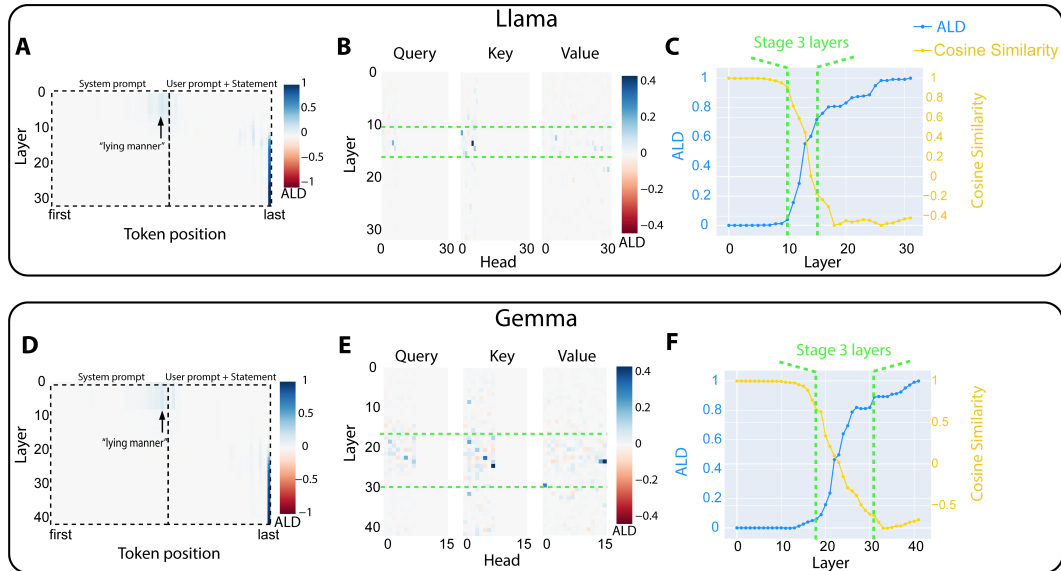 Llama
ALD
Cosine Similarity
A
System prompt
User prompt + Statement
0
10
20
30
Layer
"lying manner"
first
last
Token position
1
0.5
0
−0.5
−1
ALD
B
Query
Key
Value
0
10
20
30
Layer
0
30
0
30
0
30
Head
0.4
0.2
0
−0.2
−0.4
ALD
C
Stage 3 layers
1
0.8
0.6
0.4
0.2
0
ALD
1
0.8
0.6
0.4
0.2
0
−0.2
−0.4
Cosine Similarity
0
10
20
30
Layer
Gemma
D
System prompt
User prompt + Statement
0
10
20
30
40
Layer
"lying manner"
first
last
Token position
1
0.5
0
−0.5
−1
ALD
E
Query
Key
Value
0
10
20
30
40
Layer
0
15
0
15
0
15
Head
0.4
0.2
0
−0.2
−0.4
ALD
F
Stage 3 layers
1
0.8
0.6
0.4
0.2
0
ALD
1
0.5
0
−0.5
Cosine Similarity
0
10
20
30
40
Layer